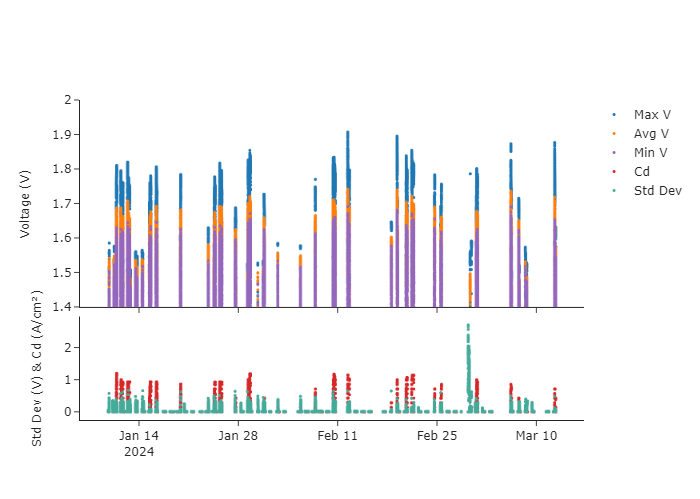 2
1.9
1.8
1.7
1.6
1.5
1.4
Voltage (V)
2
1
0
Std Dev (V) & Cd (A/cm²)
Jan 14
2024
Jan 28
Feb 11
Feb 25
Mar 10
Max V
Avg V
Min V
Cd
Std Dev